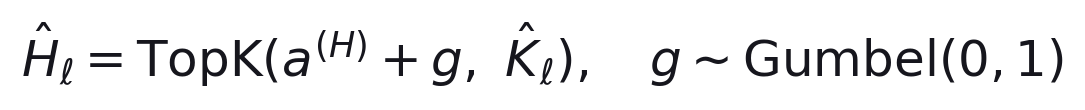 Ĥ_ℓ = TopK(a^(H) + g, K̂_ℓ), g ~ Gumbel(0, 1)